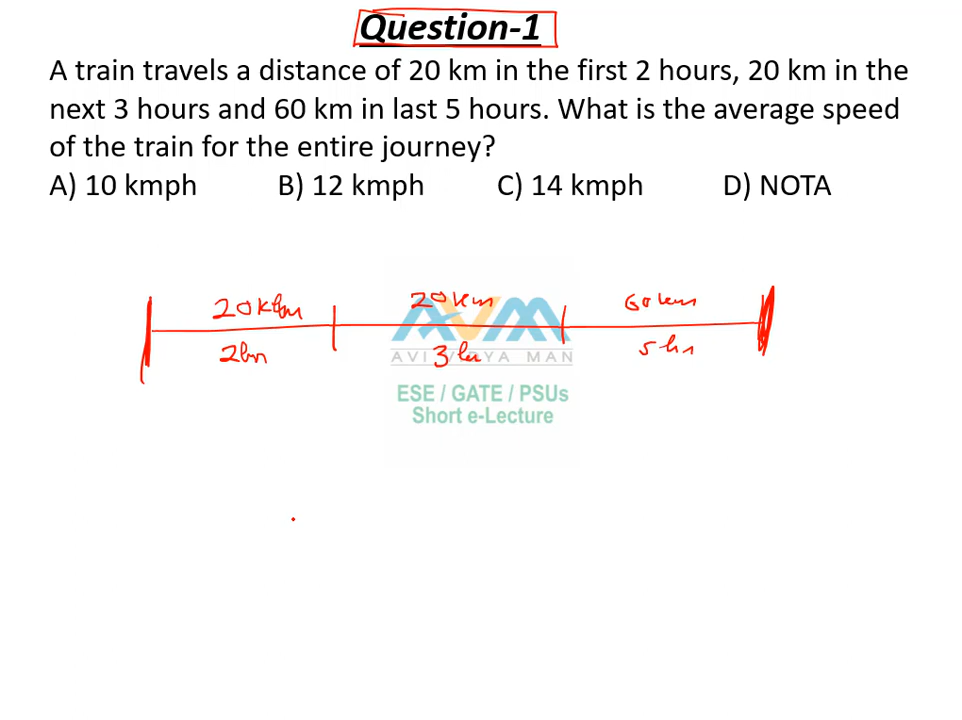 Question-1
A train travels a distance of 20 km in the first 2 hours, 20 km in the
next 3 hours and 60 km in last 5 hours. What is the average speed
of the train for the entire journey?
A) 10 kmph B) 12 kmph C) 14 kmph D) NOTA
20km 20km 60km
2hr 3hr 5hr
AVM
ESE / GATE / PSUs
Short e-Lecture